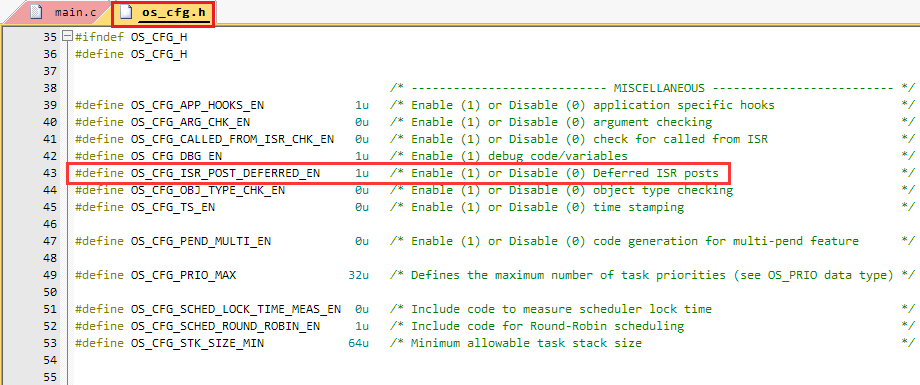 main.c os_cfg.h
35 #ifndef OS_CFG_H
36 #define OS_CFG_H
37
38 /* ---------------------------- MISCELLANEOUS -------------------------- */
39 #define OS_CFG_APP_HOOKS_EN 1u /* Enable (1) or Disable (0) application specific hooks */
40 #define OS_CFG_ARG_CHK_EN 0u /* Enable (1) or Disable (0) argument checking */
41 #define OS_CFG_CALLED_FROM_ISR_CHK_EN 0u /* Enable (1) or Disable (0) check for called from ISR */
42 #define OS_CFG_DBG_EN 1u /* Enable (1) debug code/variables */
43 #define OS_CFG_ISR_POST_DEFERRED_EN 1u /* Enable (1) or Disable (0) Deferred ISR posts */
44 #define OS_CFG_OBJ_TYPE_CHK_EN 0u /* Enable (1) or Disable (0) object type checking */
45 #define OS_CFG_TS_EN 0u /* Enable (1) or Disable (0) time stamping */
46
47 #define OS_CFG_PEND_MULTI_EN 0u /* Enable (1) or Disable (0) code generation for multi-pend feature */
48
49 #define OS_CFG_PRIO_MAX 32u /* Defines the maximum number of task priorities (see OS_PRIO data type) */
50
51 #define OS_CFG_SCHED_LOCK_TIME_MEAS_EN 0u /* Include code to measure scheduler lock time */
52 #define OS_CFG_SCHED_ROUND_ROBIN_EN 1u /* Include code for Round-Robin scheduling */
53 #define OS_CFG_STK_SIZE_MIN 64u /* Minimum allowable task stack size */
54
55